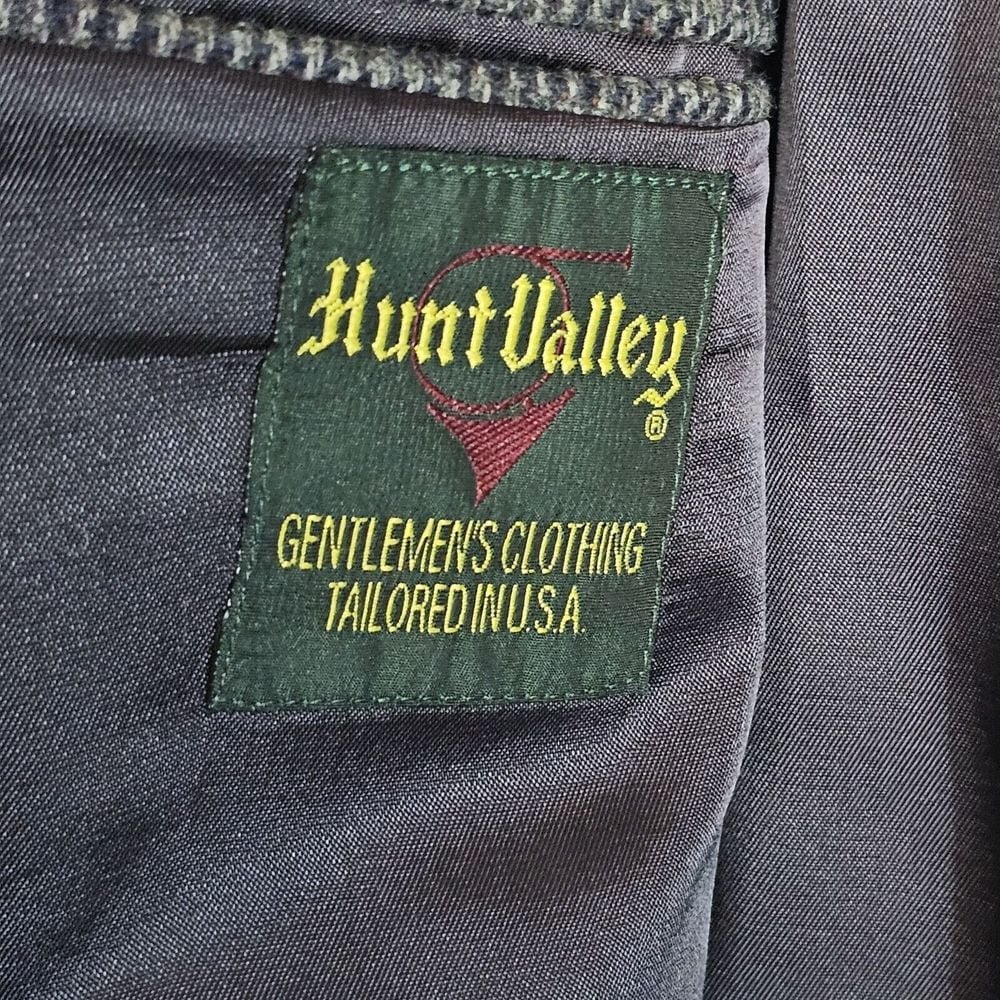 Hunt Valley
®
GENTLEMEN'S CLOTHING
TAILORED IN U.S.A.